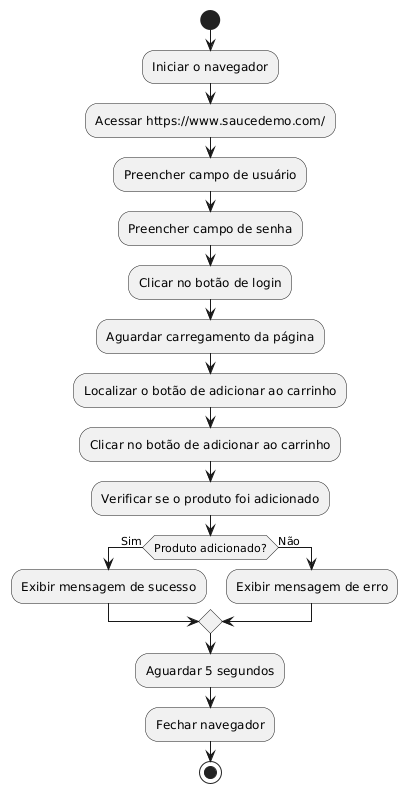 Iniciar o navegador
Acessar https://www.saucedemo.com/
Preencher campo de usuário
Preencher campo de senha
Clicar no botão de login
Aguardar carregamento da página
Localizar o botão de adicionar ao carrinho
Clicar no botão de adicionar ao carrinho
Verificar se o produto foi adicionado
Sim
Produto adicionado?
Não
Exibir mensagem de sucesso
Exibir mensagem de erro
Aguardar 5 segundos
Fechar navegador